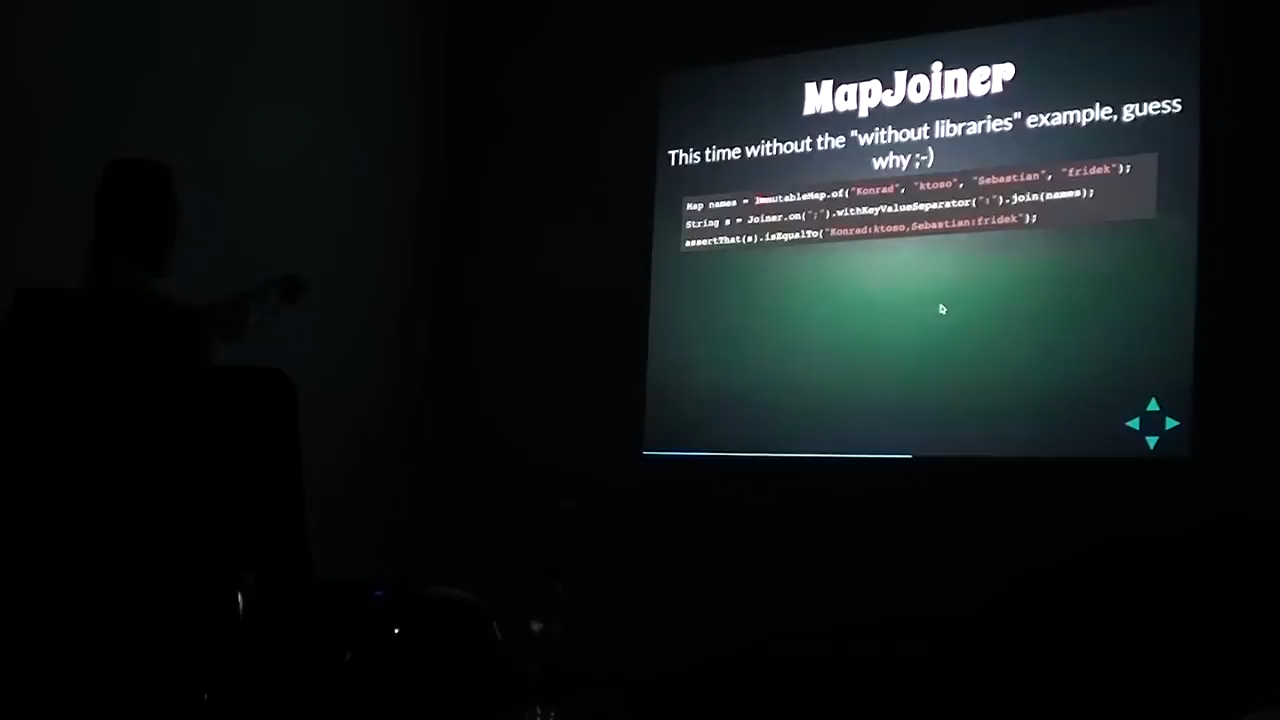 MapJoiner
This time without the "without libraries" example, guess
why ;-)
Map names = ImmutableMap.of("Konrad", "ktoso", "Sebastian", "fridek");
String s = Joiner.on(";").withKeyValueSeparator(":").join(names);
assertThat(s).isEqualTo("Konrad:ktoso,Sebastian:fridek");